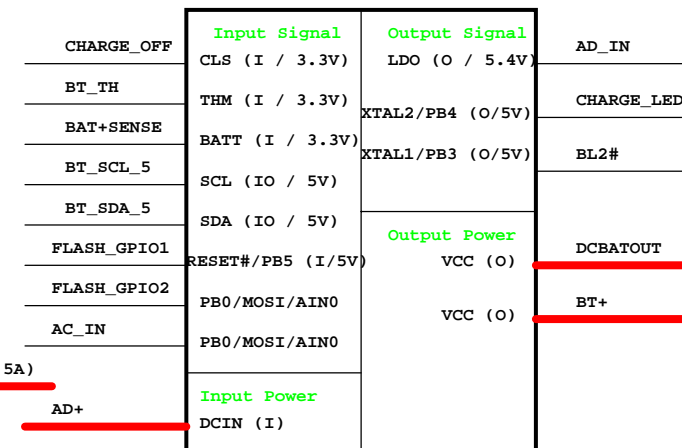 CHARGE_OFF
BT_TH
BAT+SENSE
BT_SCL_5
BT_SDA_5
FLASH_GPIO1
FLASH_GPIO2
AC_IN
5A)
AD+
Input Signal
CLS (I / 3.3V)
THM (I / 3.3V)
BATT (I / 3.3V)
SCL (IO / 5V)
SDA (IO / 5V)
RESET#/PB5 (I/5V)
PB0/MOSI/AIN0
PB0/MOSI/AIN0
Input Power
DCIN (I)
Output Signal
LDO (O / 5.4V)
XTAL2/PB4 (O/5V)
XTAL1/PB3 (O/5V)
Output Power
VCC (O)
VCC (O)
AD_IN
CHARGE_LED
BL2#
DCBATOUT
BT+